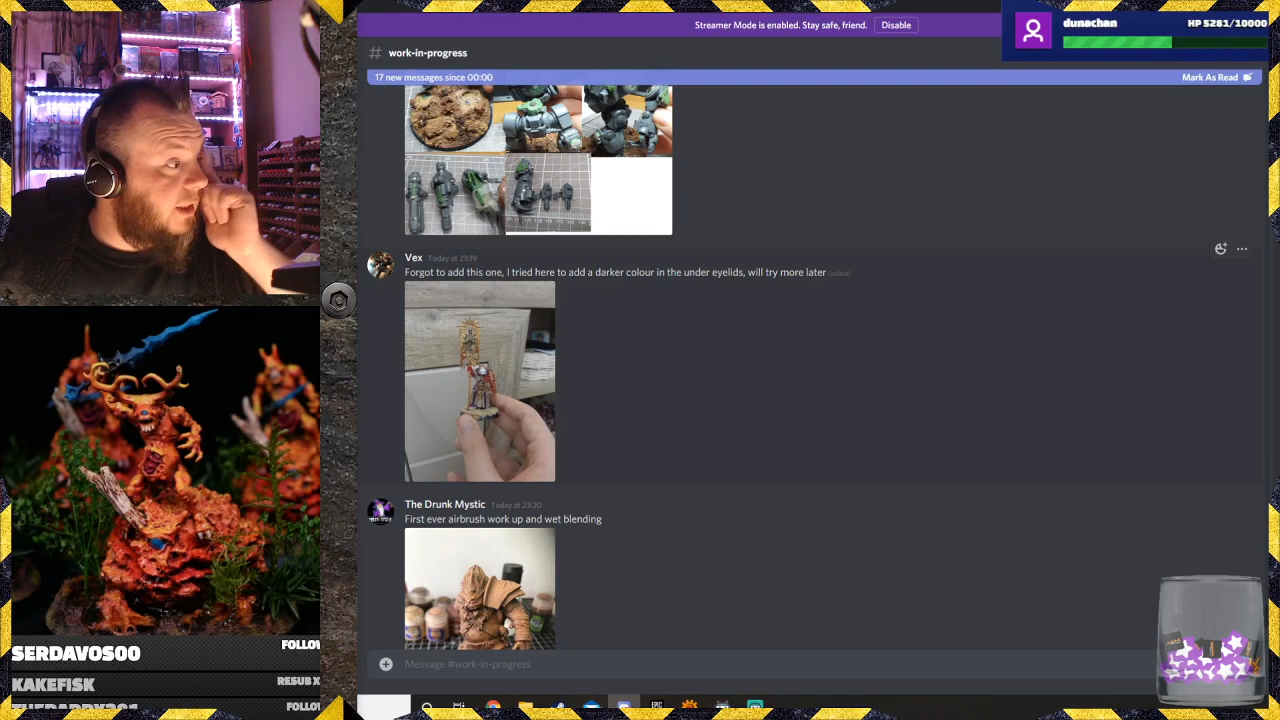 Streamer Mode is enabled. Stay safe, friend.
Disable
dunachan
HP 5281/10000
# work-in-progress
17 new messages since 00:00
Mark As Read
Vex Today at 23:19
Forgot to add this one, I tried here to add a darker colour in the under eyelids, will try more later (edited)
The Drunk Mystic Today at 23:20
First ever airbrush work up and wet blending
Message #work-in-progress
SERDAVOS00
FOLLOW
KAKEFISK
RESUB X
FOLLOW
SONY
EPIC